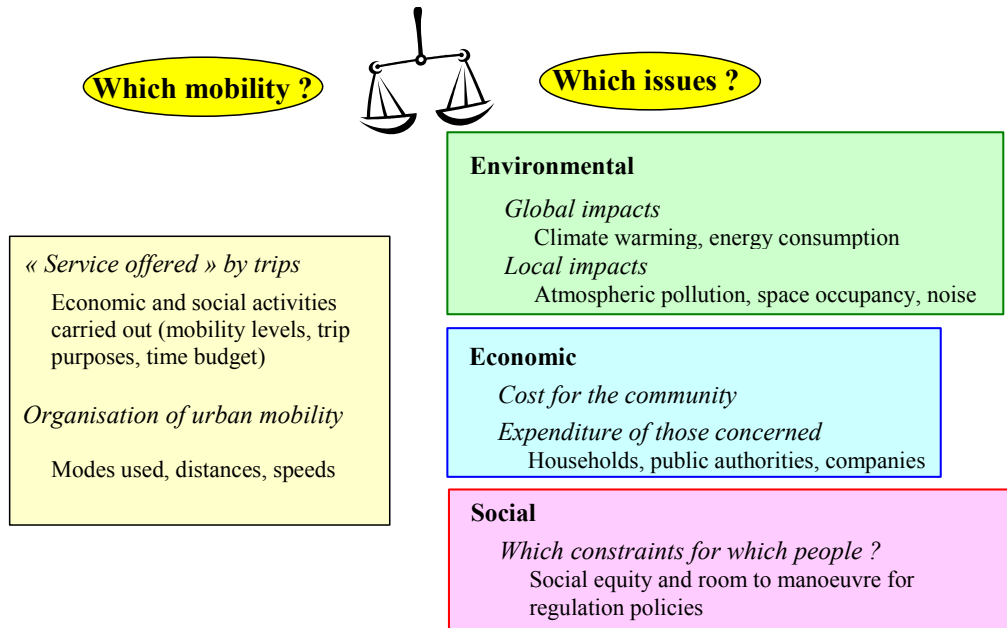 Which mobility ?
Which issues ?
« Service offered » by trips
Economic and social activities
carried out (mobility levels, trip
purposes, time budget)
Organisation of urban mobility
Modes used, distances, speeds
Environmental
Global impacts
Climate warming, energy consumption
Local impacts
Atmospheric pollution, space occupancy, noise
Economic
Cost for the community
Expenditure of those concerned
Households, public authorities, companies
Social
Which constraints for which people ?
Social equity and room to manoeuvre for
regulation policies